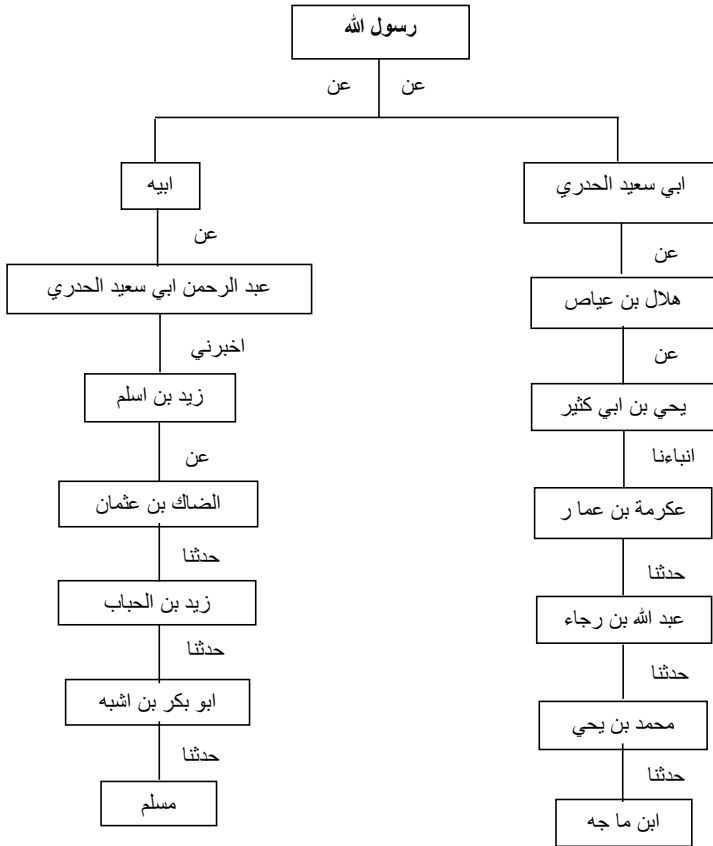 رسول الله
عن عن
ابي سعيد الحدري
عن
هلال بن عياص
عن
يحي بن ابي كثير
انباءنا
عكرمة بن عما ر
حدثنا
عبد الله بن رجاء
حدثنا
محمد بن يحي
حدثنا
ابن ما جه
ابيه
عن
عبد الرحمن ابي سعيد الحدري
اخبرني
زيد بن اسلم
عن
الضاك بن عثمان
حدثنا
زيد بن الحباب
حدثنا
ابو بكر بن اشبه
حدثنا
مسلم